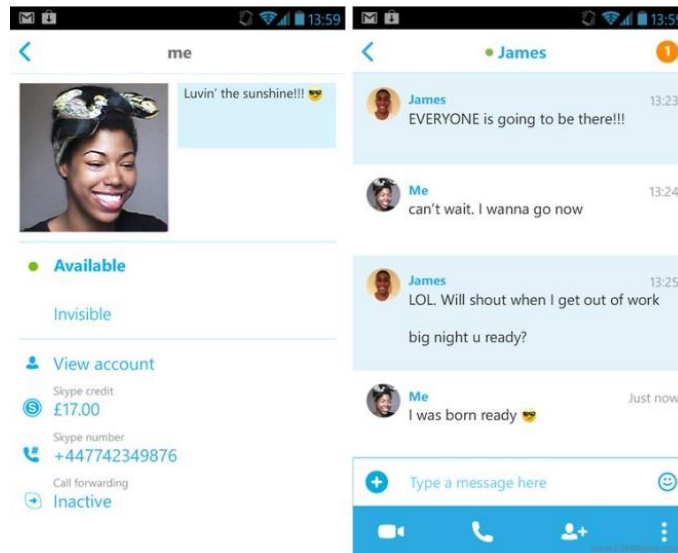 13:59
me
Luvin' the sunshine!!! 😎
Available
Invisible
View account
Skype credit
£17.00
Skype number
+447742349876
Call forwarding
Inactive
13:59
James
1
James 13:23
EVERYONE is going to be there!!!
Me 13:24
can't wait. I wanna go now
James 13:25
LOL. Will shout when I get out of work
big night u ready?
Me Just now
I was born ready 😎
Type a message here